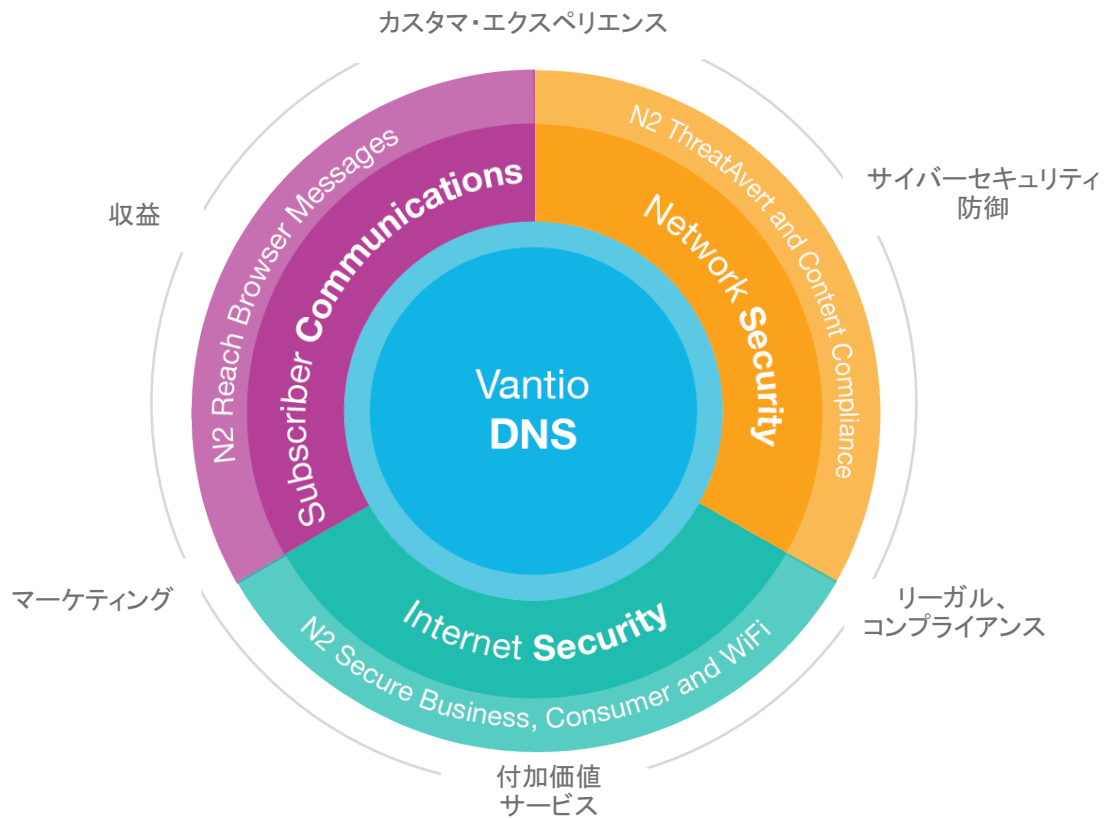 カスタマ・エクスペリエンス
サイバーセキュリティ
防御
収益
N2 Reach Browser Messages
Subscriber Communications
N2 ThreatAvert and Content Compliance
Network Security
Vantio
DNS
Internet Security
N2 Secure Business, Consumer and WiFi
マーケティング
リーガル、
コンプライアンス
付加価値
サービス